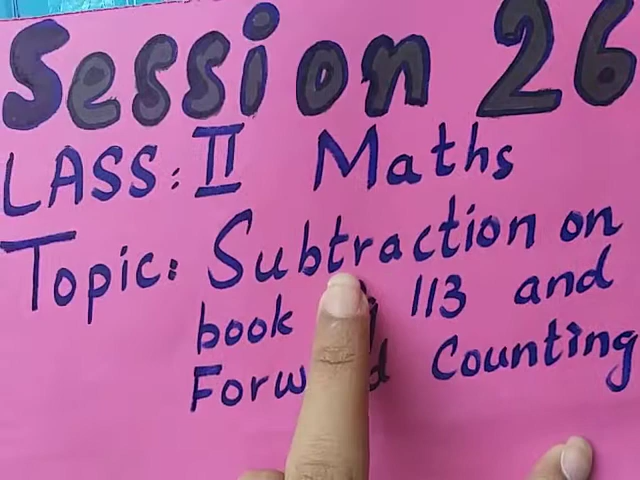 Session 26
LASS: II Maths
Topic: Subtraction on
book 113 and
Counting